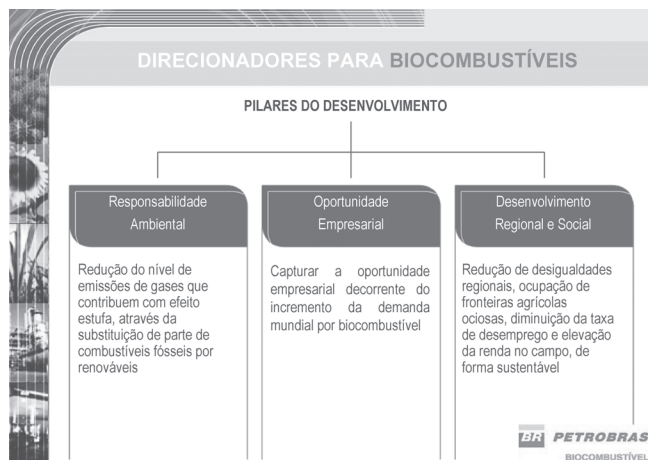 DIRECIONADORES PARA BIOCOMBUSTÍVEIS
PILARES DO DESENVOLVIMENTO
Responsabilidade
Ambiental
Redução do nível de
emissões de gases que
contribuem com efeito
estufa, através da
substituição de parte de
combustíveis fósseis por
renováveis
Oportunidade
Empresarial
Capturar a oportunidade
empresarial decorrente do
incremento da demanda
mundial por biocombustível
Desenvolvimento
Regional e Social
Redução de desigualdades
regionais, ocupação de
fronteiras agrícolas
ociosas, diminuição da taxa
de desemprego e elevação
da renda no campo, de
forma sustentável
BR PETROBRAS
BIOCOMBUSTÍVEL